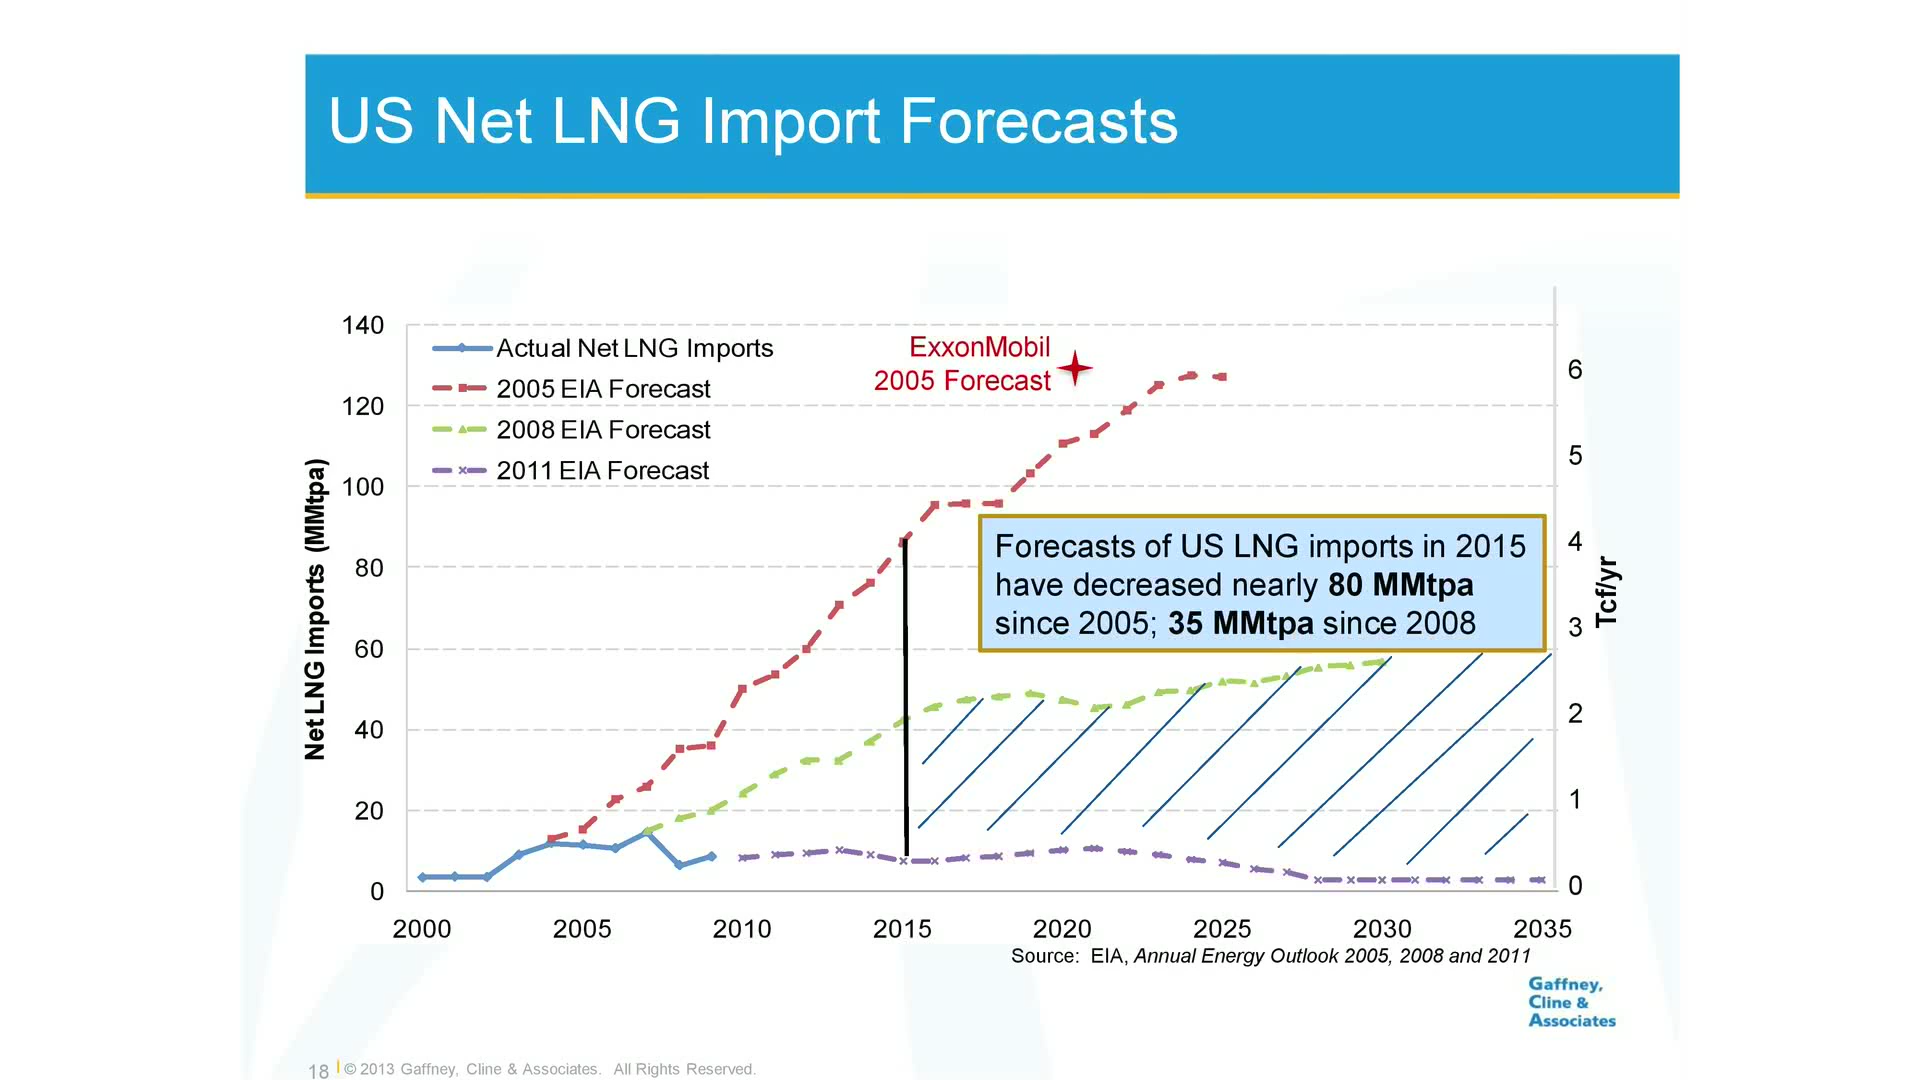 US Net LNG Import Forecasts
Net LNG Imports (MMtpa)
140
120
100
80
60
40
20
0
Actual Net LNG Imports
2005 EIA Forecast
2008 EIA Forecast
2011 EIA Forecast
ExxonMobil
2005 Forecast
Forecasts of US LNG imports in 2015
have decreased nearly 80 MMtpa
since 2005; 35 MMtpa since 2008
6
5
4
3
2
1
0
Tcf/yr
2000 2005 2010 2015 2020 2025 2030 2035
Source: EIA, Annual Energy Outlook 2005, 2008 and 2011
Gaffney,
Cline &
Associates
18 © 2013 Gaffney, Cline & Associates. All Rights Reserved.